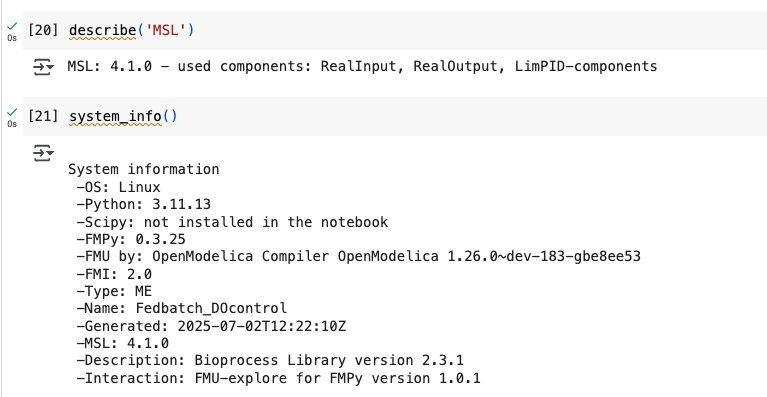 [20] describe('MSL')
0s
MSL: 4.1.0 - used components: RealInput, RealOutput, LimPID-components
[21] system_info()
0s
System information
-OS: Linux
-Python: 3.11.13
-Scipy: not installed in the notebook
-FMPy: 0.3.25
-FMU by: OpenModelica Compiler OpenModelica 1.26.0~dev-183-gbe8ee53
-FMI: 2.0
-Type: ME
-Name: Fedbatch_DOcontrol
-Generated: 2025-07-02T12:22:10Z
-MSL: 4.1.0
-Description: Bioprocess Library version 2.3.1
-Interaction: FMU-explore for FMPy version 1.0.1